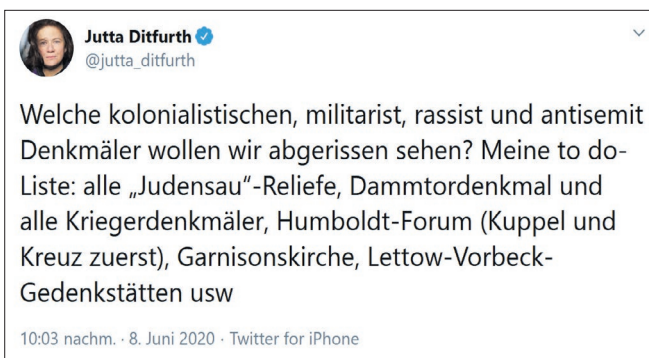 Jutta Ditfurth
@jutta_ditfurth
Welche kolonialistischen, militarist, rassist und antisemit
Denkmäler wollen wir abgerissen sehen? Meine to do-
Liste: alle „Judensau“-Reliefe, Dammtordenkmal und
alle Kriegerdenkmäler, Humboldt-Forum (Kuppel und
Kreuz zuerst), Garnisonskirche, Lettow-Vorbeck-
Gedenkstätten usw
10:03 nachm. · 8. Juni 2020 · Twitter for iPhone